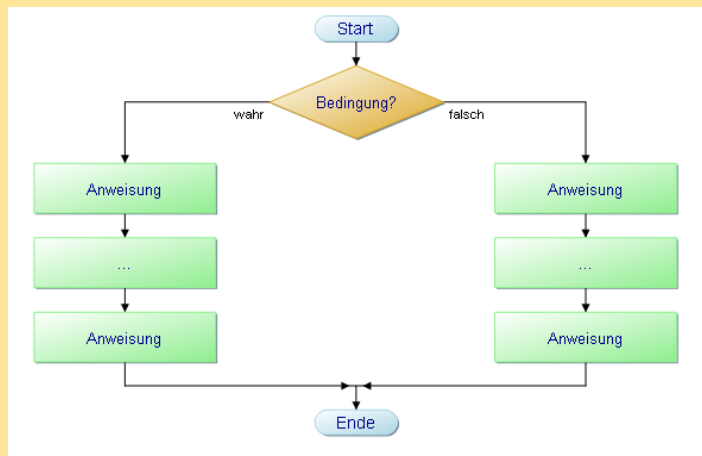 Start
Bedingung?
wahr
falsch
Anweisung
Anweisung
...
...
Anweisung
Anweisung
Ende